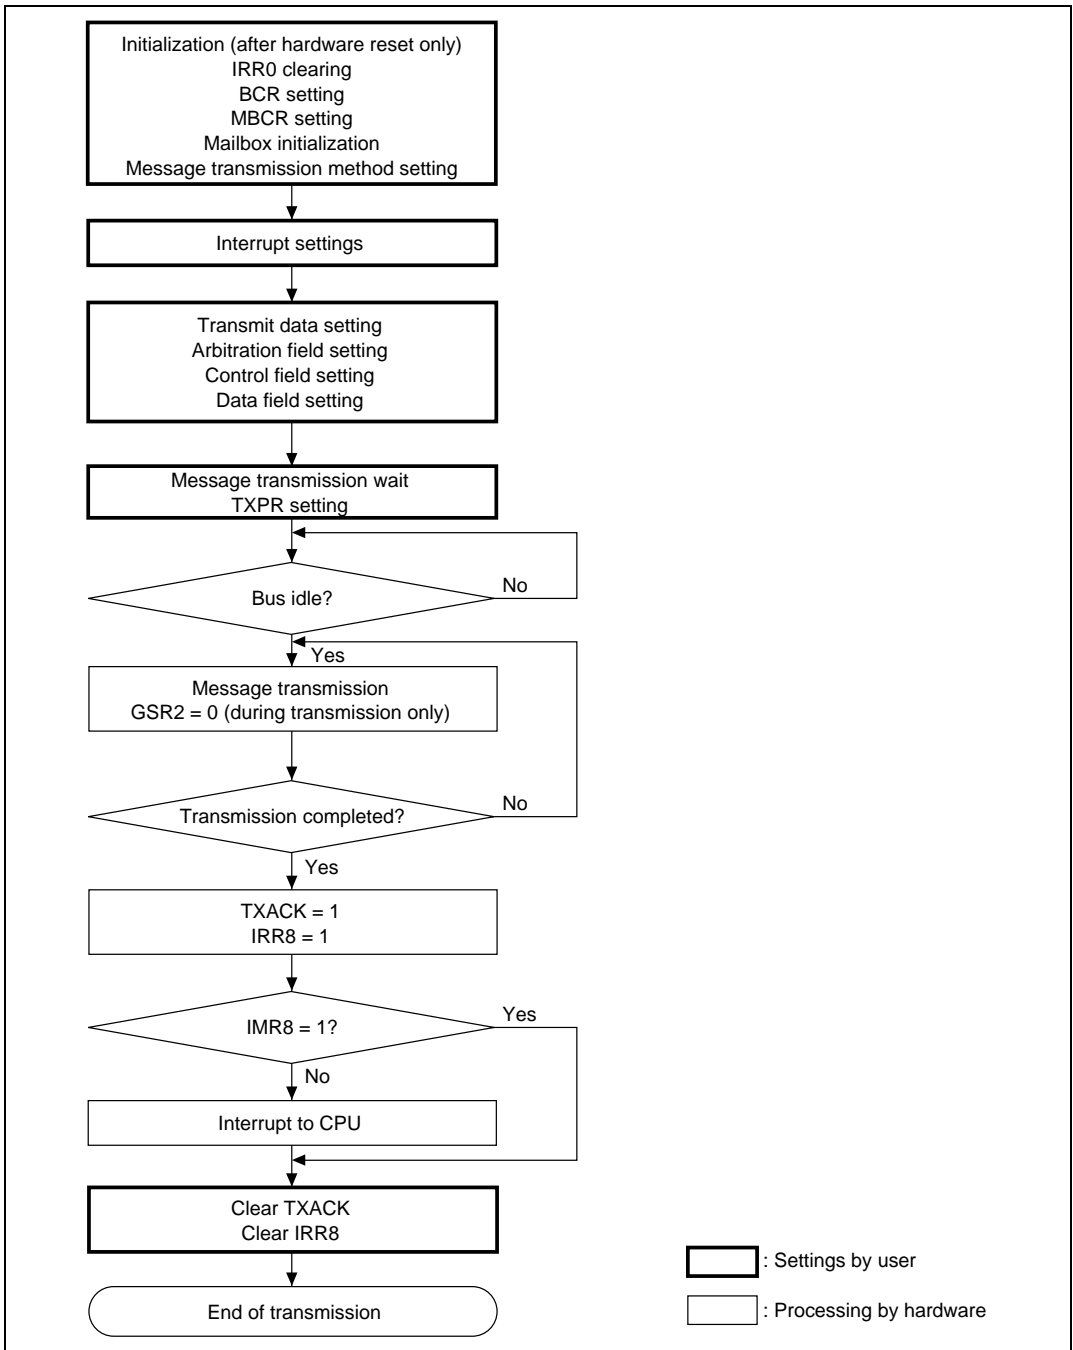 Initialization (after hardware reset only)
IRR0 clearing
BCR setting
MBCR setting
Mailbox initialization
Message transmission method setting
Interrupt settings
Transmit data setting
Arbitration field setting
Control field setting
Data field setting
Message transmission wait
TXPR setting
Bus idle?
No
Yes
Message transmission
GSR2 = 0 (during transmission only)
Transmission completed?
No
Yes
TXACK = 1
IRR8 = 1
IMR8 = 1?
Yes
No
Interrupt to CPU
Clear TXACK
Clear IRR8
End of transmission
: Settings by user
: Processing by hardware